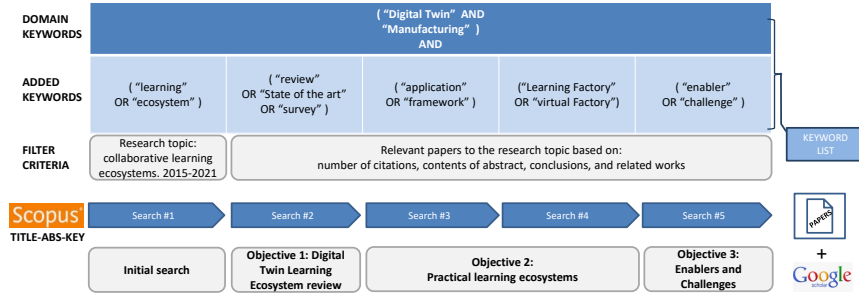 DOMAIN
KEYWORDS
( “Digital Twin” AND
“Manufacturing” )
AND
ADDED
KEYWORDS
( “learning”
OR “ecosystem” )
( “review”
OR “State of the art”
OR “survey” )
( “application”
OR “framework” )
(“Learning Factory”
OR “virtual Factory”)
( “enabler”
OR “challenge” )
KEYWORD
LIST
FILTER
CRITERIA
Research topic:
collaborative learning
ecosystems. 2015-2021
Relevant papers to the research topic based on:
number of citations, contents of abstract, conclusions, and related works
Scopus®
TITLE-ABS-KEY
Search #1
Search #2
Search #3
Search #4
Search #5
PAPERS
Initial search
Objective 1: Digital
Twin Learning
Ecosystem review
Objective 2:
Practical learning ecosystems
Objective 3:
Enablers and
Challenges
+
Google
scholar